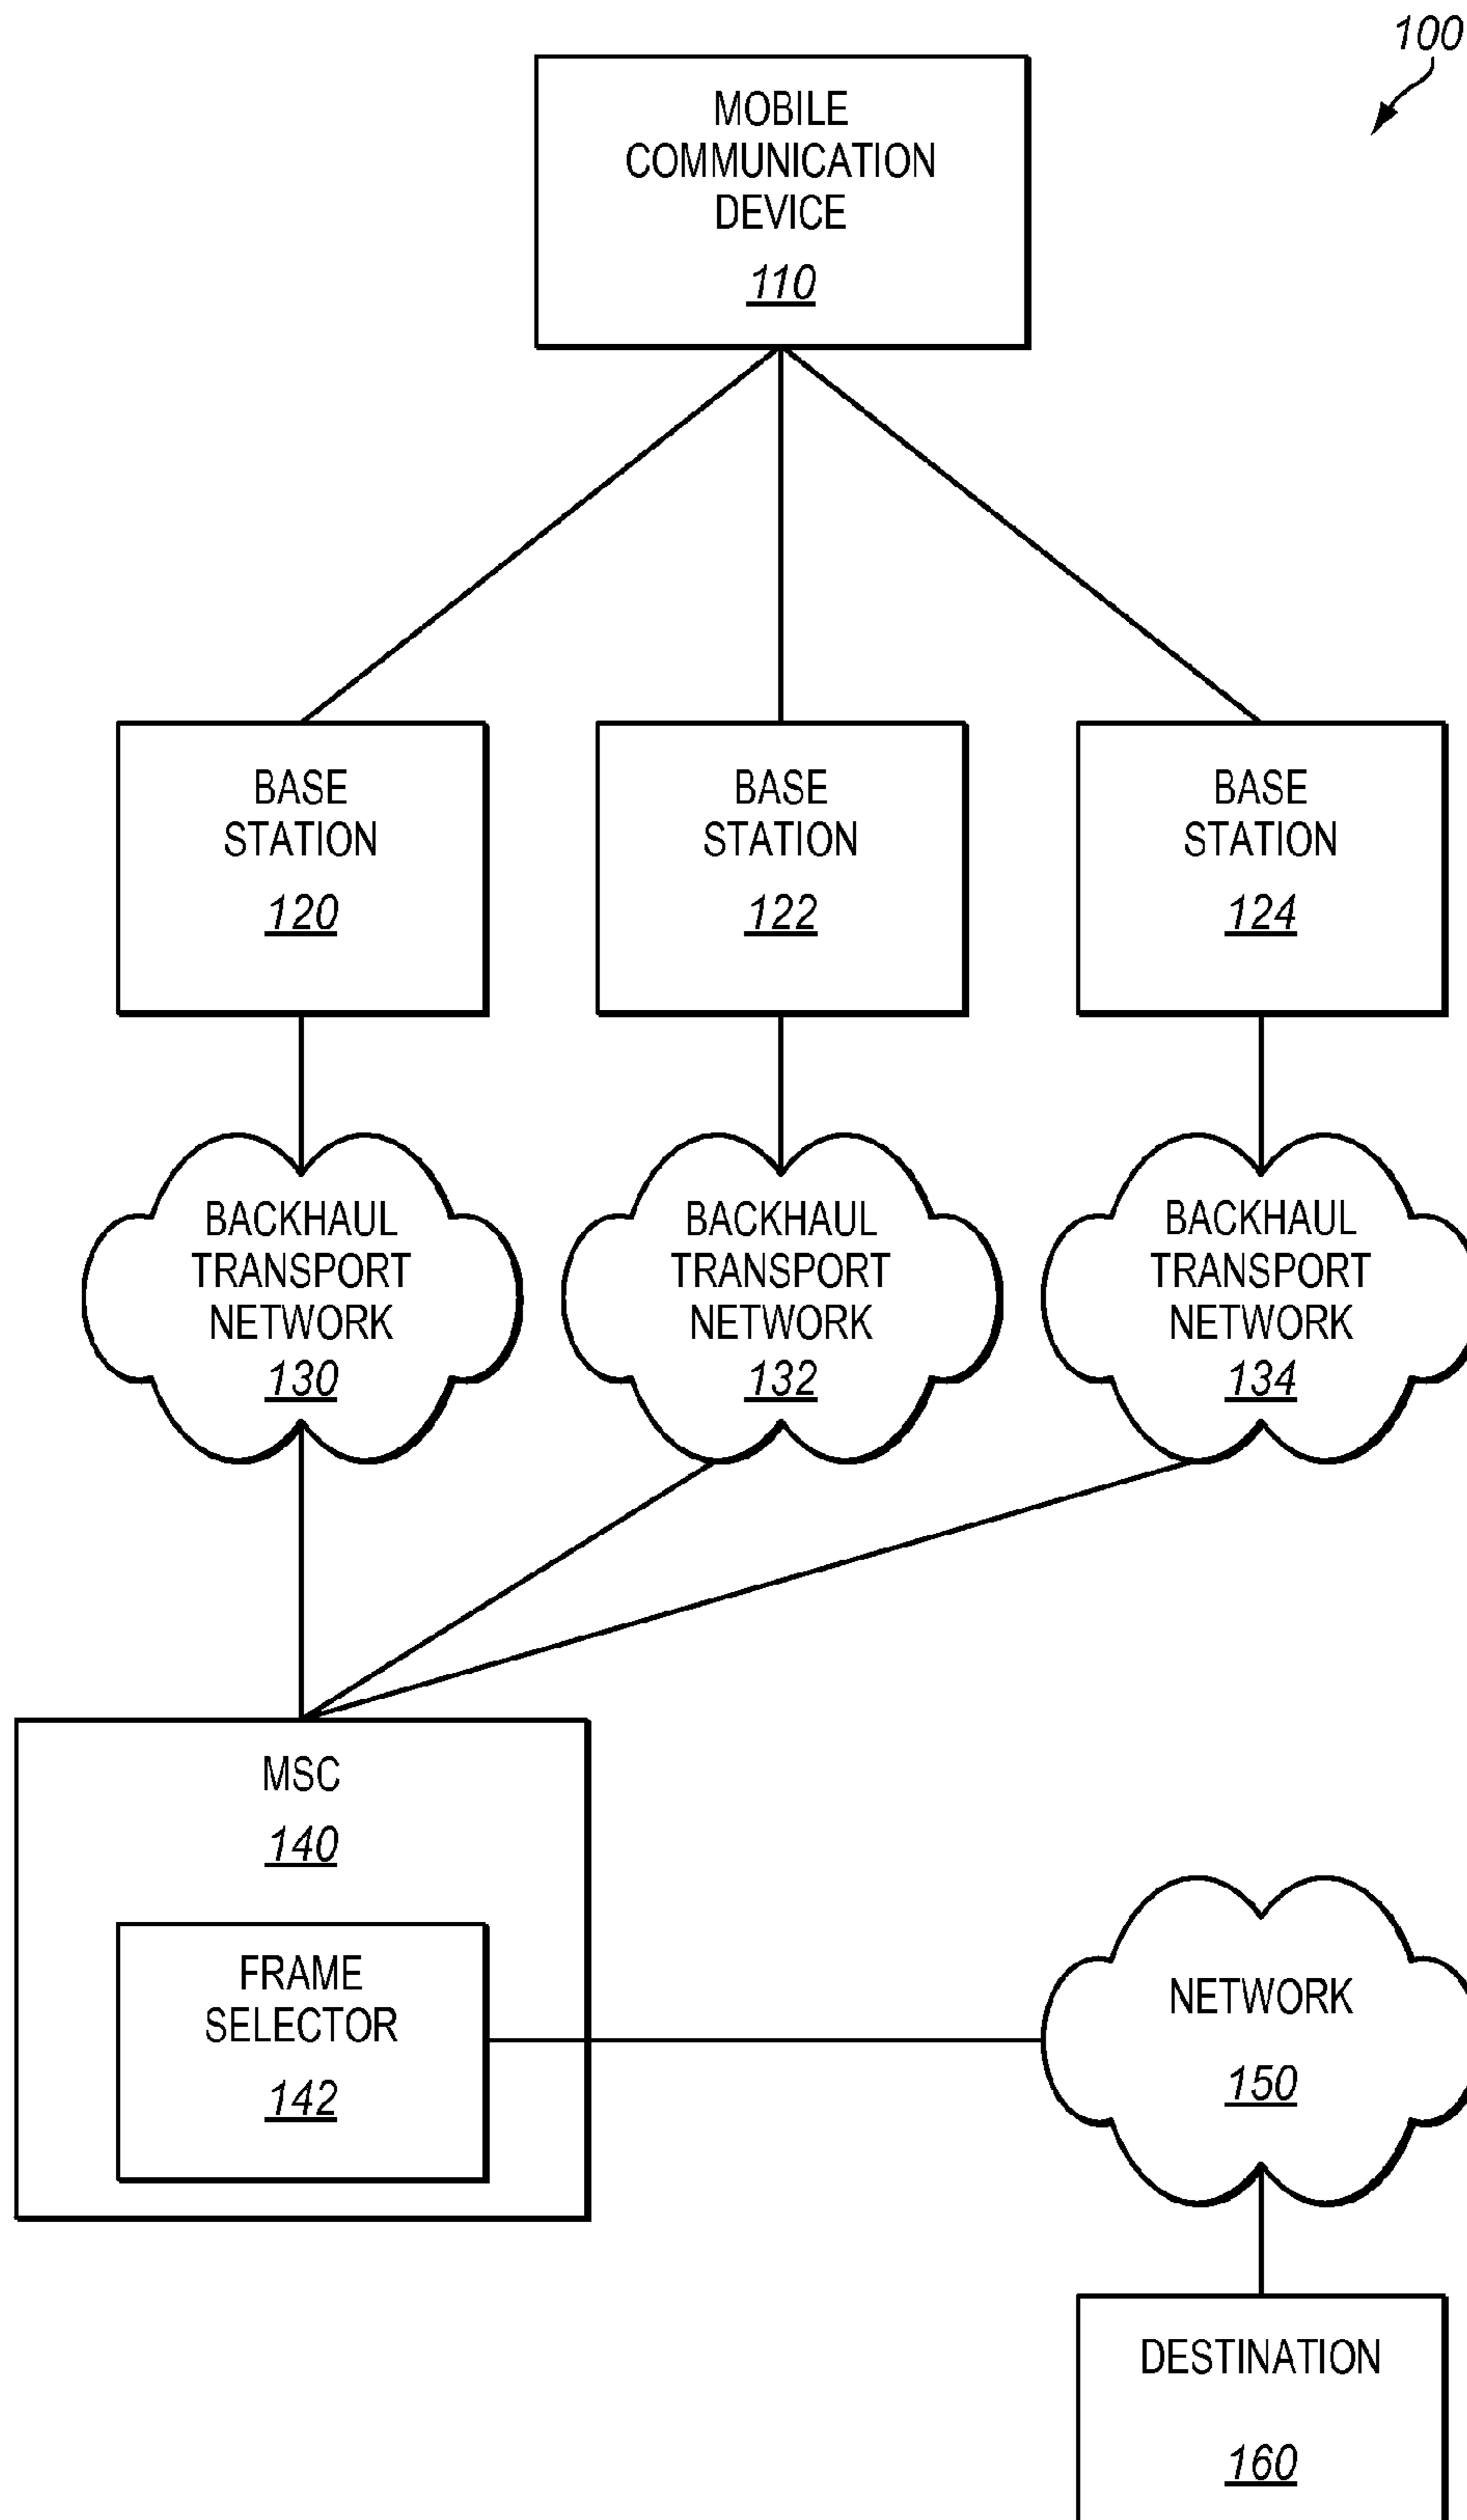 100
MOBILE
COMMUNICATION
DEVICE
110
BASE
STATION
120
BASE
STATION
122
BASE
STATION
124
BACKHAUL
TRANSPORT
NETWORK
130
BACKHAUL
TRANSPORT
NETWORK
132
BACKHAUL
TRANSPORT
NETWORK
134
MSC
140
FRAME
SELECTOR
142
NETWORK
150
DESTINATION
160